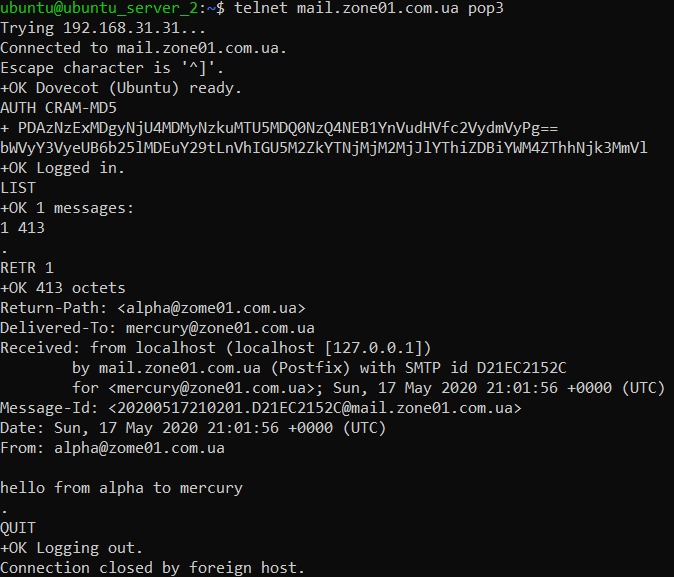 ubuntu@ubuntu_server_2:~$ telnet mail.zone01.com.ua pop3
Trying 192.168.31.31...
Connected to mail.zone01.com.ua.
Escape character is '^]'.
+OK Dovecot (Ubuntu) ready.
AUTH CRAM-MD5
+ PDAzNzExMDgyNjU4MDMyNzkuMTU5MDQ0NzQ4NEB1YnVudHVfc2VydmVyPg==
bWVyY3VyeUB6b25lMDEuY29tLnVhIGU5M2ZkYTNjMjM2MjJlYThiZDBiYWM4ZThhNjk3MmVl
+OK Logged in.
LIST
+OK 1 messages:
1 413
.
RETR 1
+OK 413 octets
Return-Path: <alpha@zome01.com.ua>
Delivered-To: mercury@zone01.com.ua
Received: from localhost (localhost [127.0.0.1])
        by mail.zone01.com.ua (Postfix) with SMTP id D21EC2152C
        for <mercury@zone01.com.ua>; Sun, 17 May 2020 21:01:56 +0000 (UTC)
Message-Id: <20200517210201.D21EC2152C@mail.zone01.com.ua>
Date: Sun, 17 May 2020 21:01:56 +0000 (UTC)
From: alpha@zome01.com.ua

hello from alpha to mercury
.
QUIT
+OK Logging out.
Connection closed by foreign host.